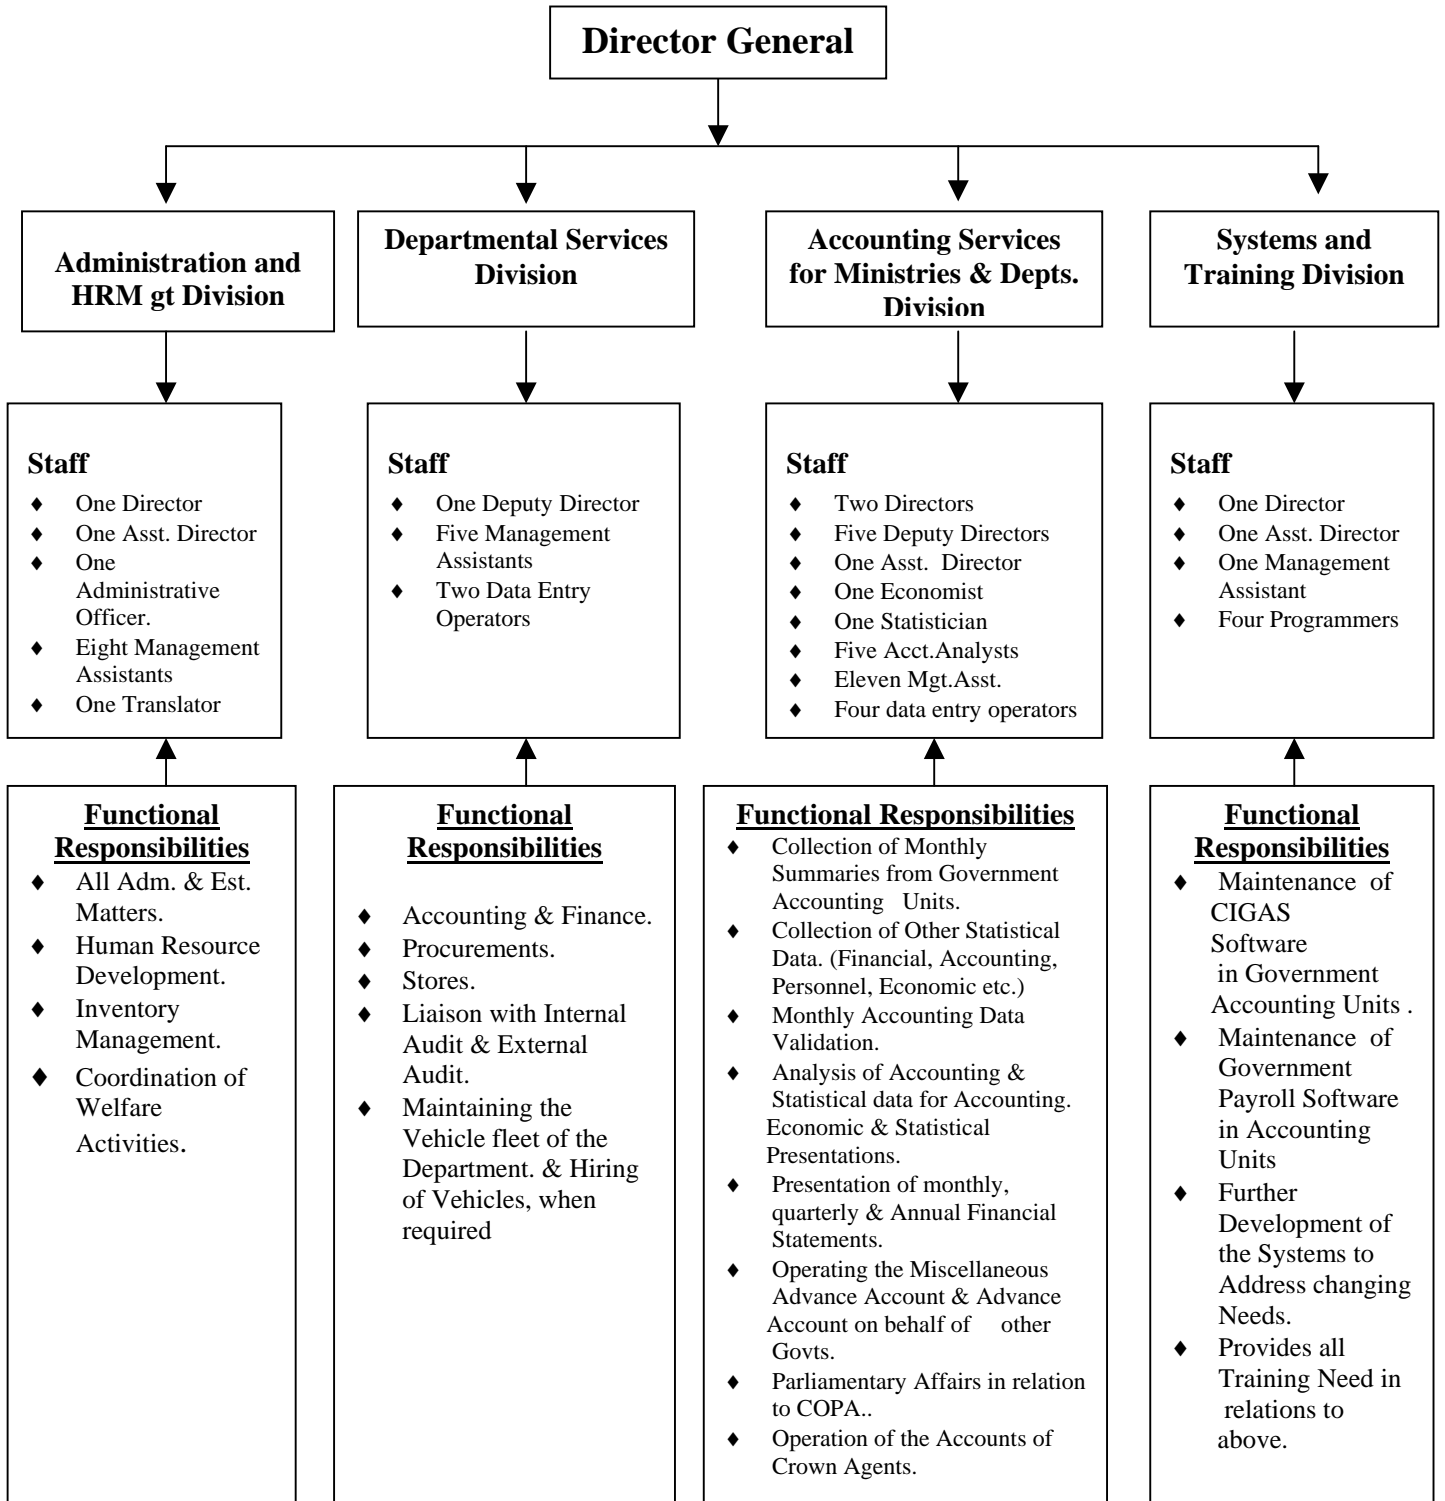 Director General
Administration and
HRM gt Division
Departmental Services
Division
Accounting Services
for Ministries & Depts.
Division
Systems and
Training Division
Staff
♦ One Director
♦ One Asst. Director
♦ One
Administrative
Officer.
♦ Eight Management
Assistants
♦ One Translator
Staff
♦ One Deputy Director
♦ Five Management
Assistants
♦ Two Data Entry
Operators
Staff
♦ Two Directors
♦ Five Deputy Directors
♦ One Asst. Director
♦ One Economist
♦ One Statistician
♦ Five Acct.Analysts
♦ Eleven Mgt.Asst.
♦ Four data entry operators
Staff
♦ One Director
♦ One Asst. Director
♦ One Management
Assistant
♦ Four Programmers
Functional
Responsibilities
♦ All Adm. & Est.
Matters.
♦ Human Resource
Development.
♦ Inventory
Management.
♦ Coordination of
Welfare
Activities.
Functional
Responsibilities
♦ Accounting & Finance.
♦ Procurements.
♦ Stores.
♦ Liaison with Internal
Audit & External
Audit.
♦ Maintaining the
Vehicle fleet of the
Department. & Hiring
of Vehicles, when
required
Functional Responsibilities
♦ Collection of Monthly
Summaries from Government
Accounting Units.
♦ Collection of Other Statistical
Data. (Financial, Accounting,
Personnel, Economic etc.)
♦ Monthly Accounting Data
Validation.
♦ Analysis of Accounting &
Statistical data for Accounting.
Economic & Statistical
Presentations.
♦ Presentation of monthly,
quarterly & Annual Financial
Statements.
♦ Operating the Miscellaneous
Advance Account & Advance
Account on behalf of other
Govts.
♦ Parliamentary Affairs in relation
to COPA..
♦ Operation of the Accounts of
Crown Agents.
Functional
Responsibilities
♦ Maintenance of
CIGAS
Software
in Government
Accounting Units .
♦ Maintenance of
Government
Payroll Software
in Accounting
Units
♦ Further
Development of
the Systems to
Address changing
Needs.
♦ Provides all
Training Need in
relations to
above.